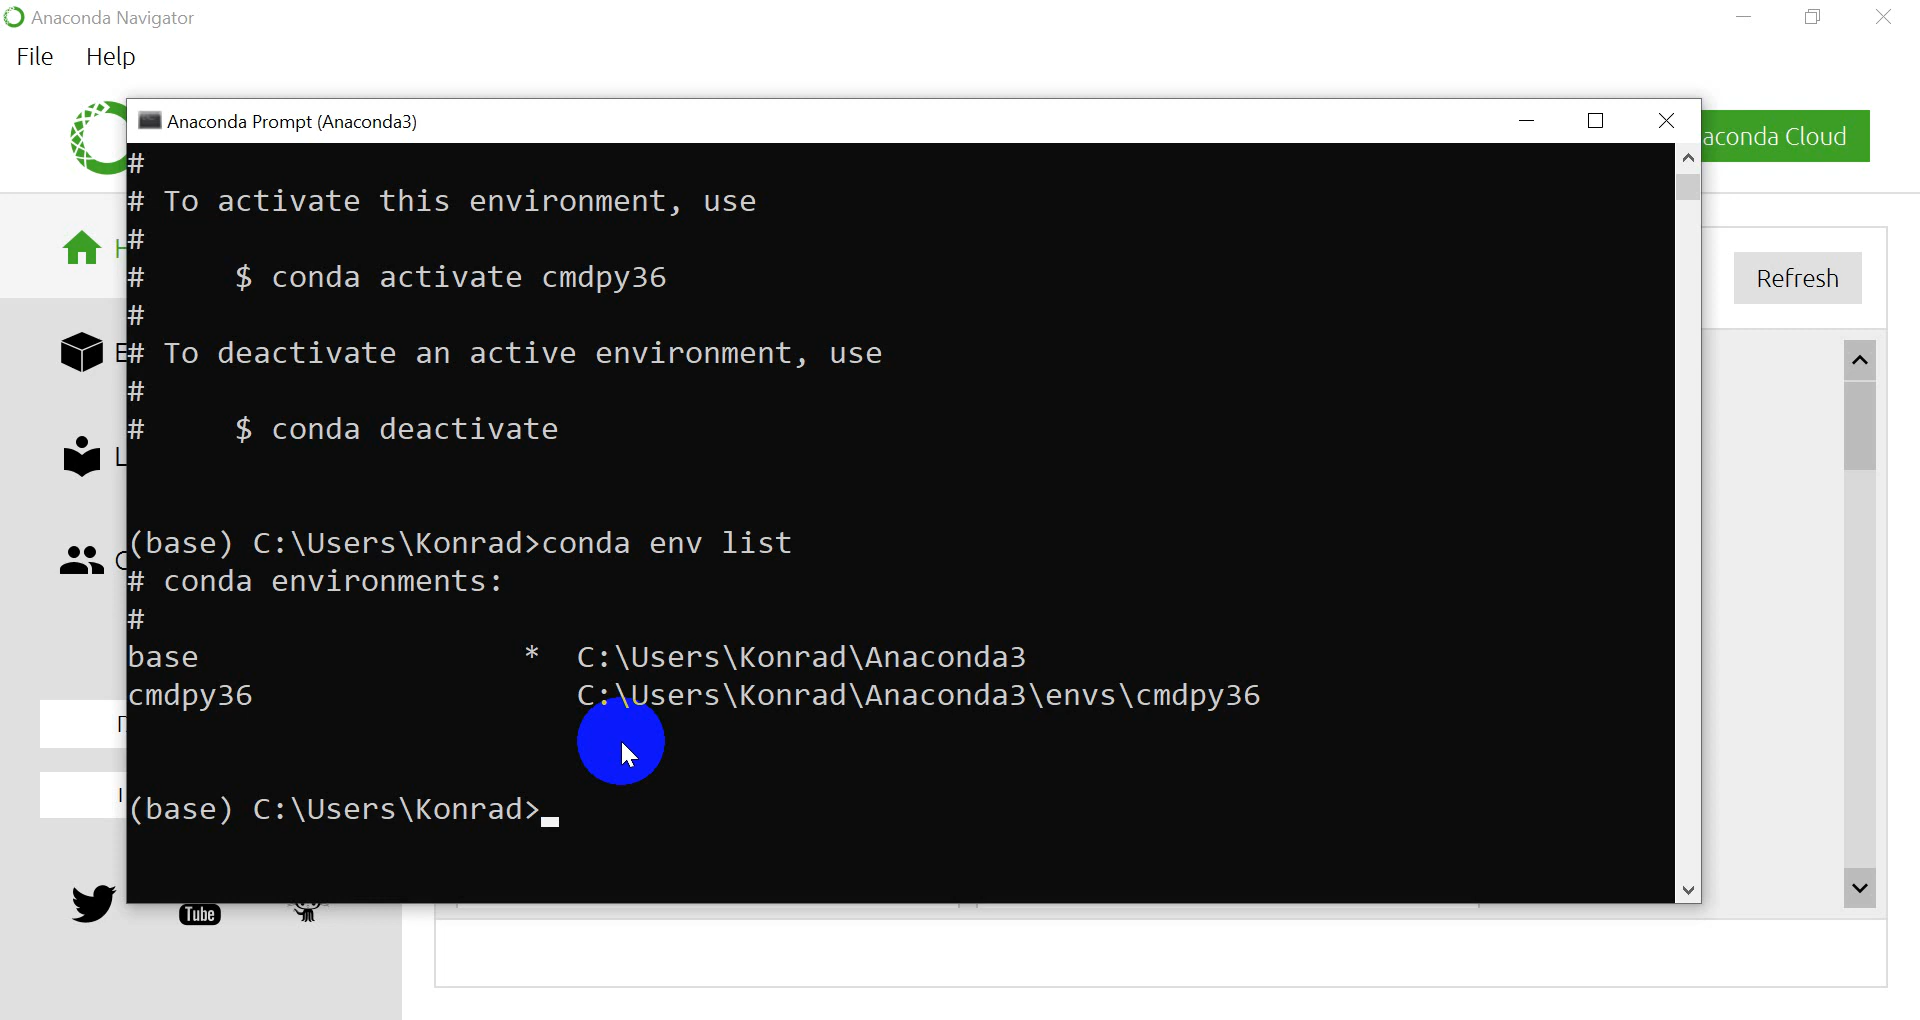 Anaconda Navigator
File Help
Anaconda Prompt (Anaconda3)
aconda Cloud
#
# To activate this environment, use
#
# $ conda activate cmdpy36
#
# To deactivate an active environment, use
#
# $ conda deactivate
Refresh
(base) C:\Users\Konrad>conda env list
# conda environments:
#
base * C:\Users\Konrad\Anaconda3
cmdpy36 C:\Users\Konrad\Anaconda3\envs\cmdpy36
(base) C:\Users\Konrad>
Tube